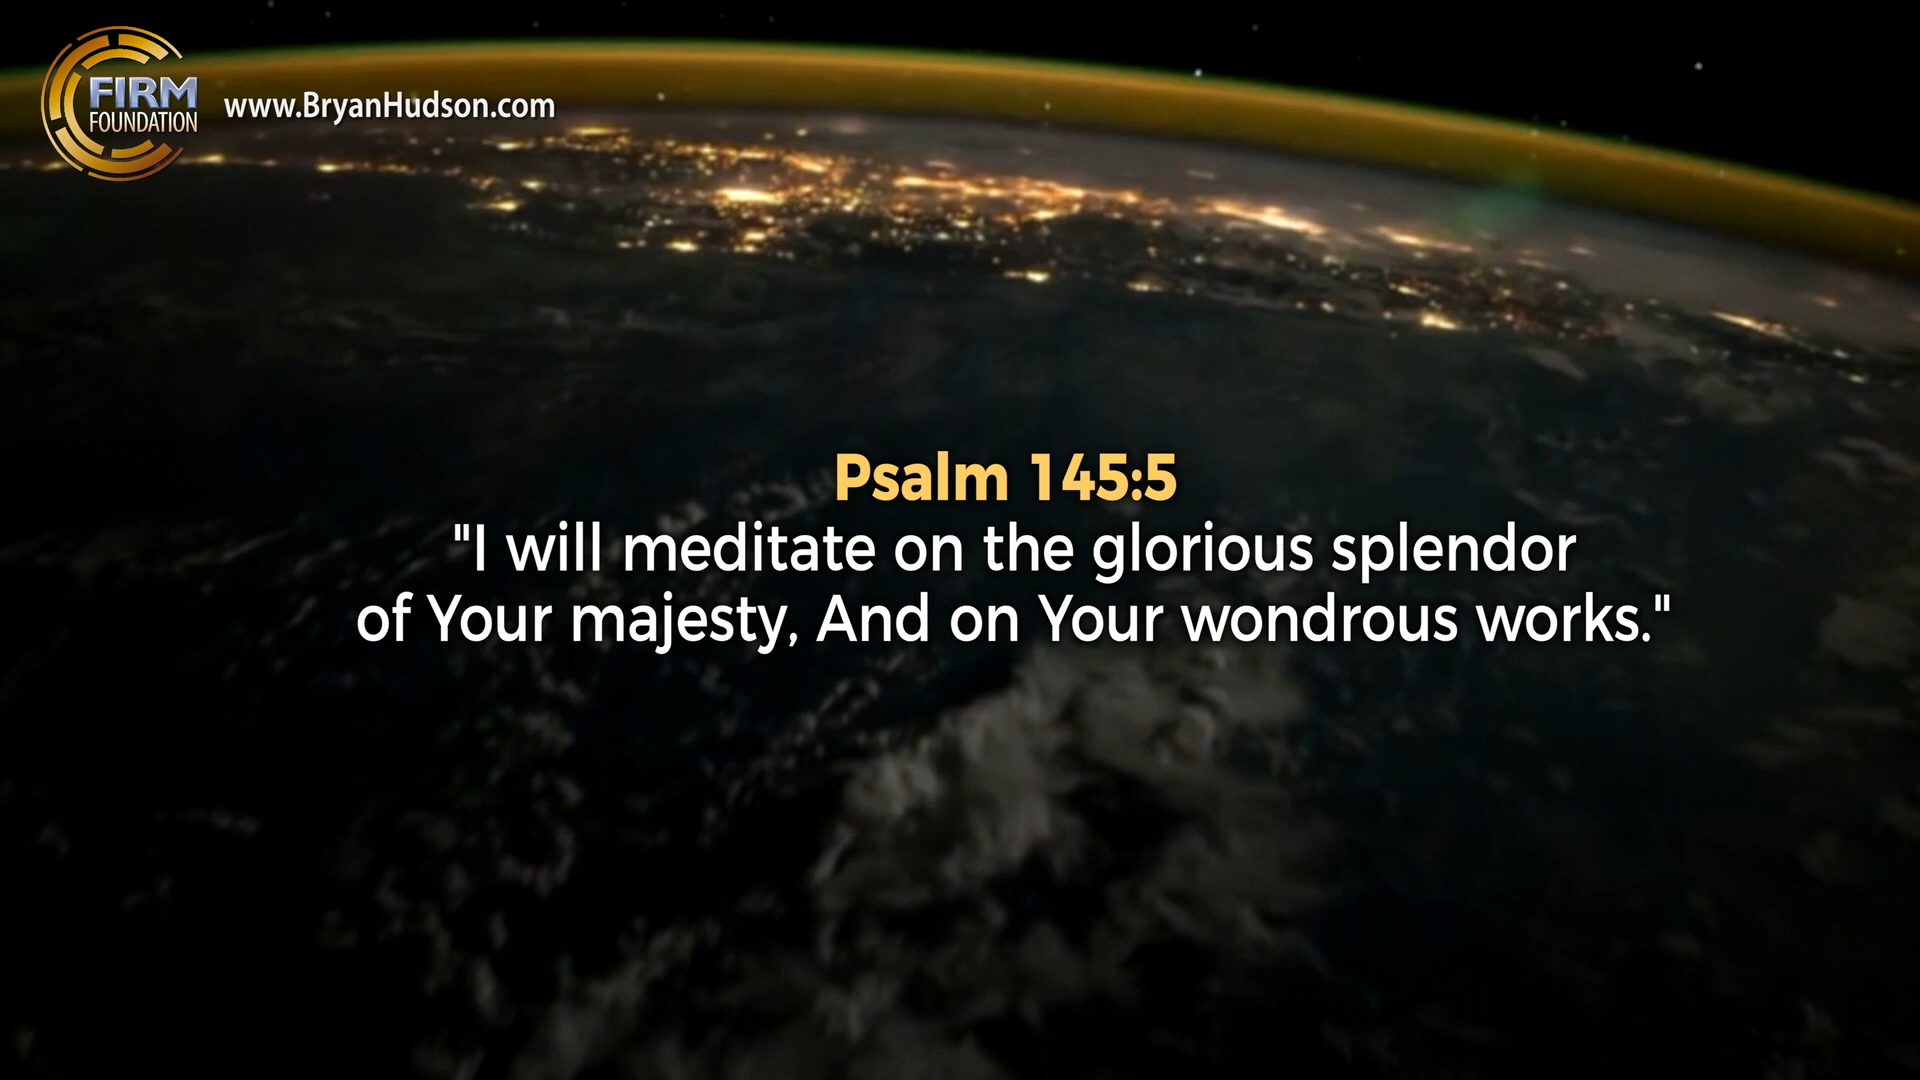 FIRM
FOUNDATION
www.BryanHudson.com
Psalm 145:5
"I will meditate on the glorious splendor
of Your majesty, And on Your wondrous works."